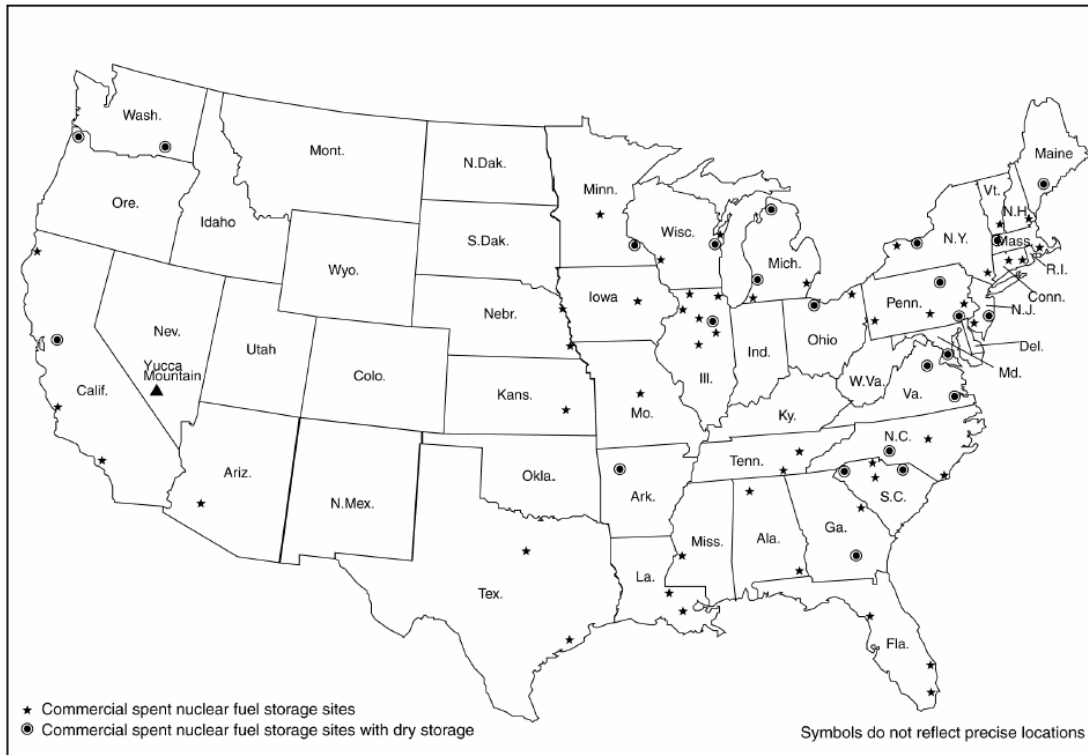 Wash.
Mont.
N.Dak.
Minn.
Maine
Vt.
N.H.
Ore.
Idaho
S.Dak.
Wisc.
Mich.
N.Y.
Mass.
R.I.
Conn.
Wyo.
Iowa
Nebr.
Penn.
N.J.
Nev.
Utah
Colo.
Ill.
Ind.
Ohio
Del.
Md.
Yucca
Mountain
Calif.
Kans.
Mo.
W.Va.
Va.
Ky.
N.C.
Tenn.
Ariz.
N.Mex.
Okla.
Ark.
S.C.
Miss.
Ala.
Ga.
Tex.
La.
Fla.
Commercial spent nuclear fuel storage sites
Commercial spent nuclear fuel storage sites with dry storage
Symbols do not reflect precise locations